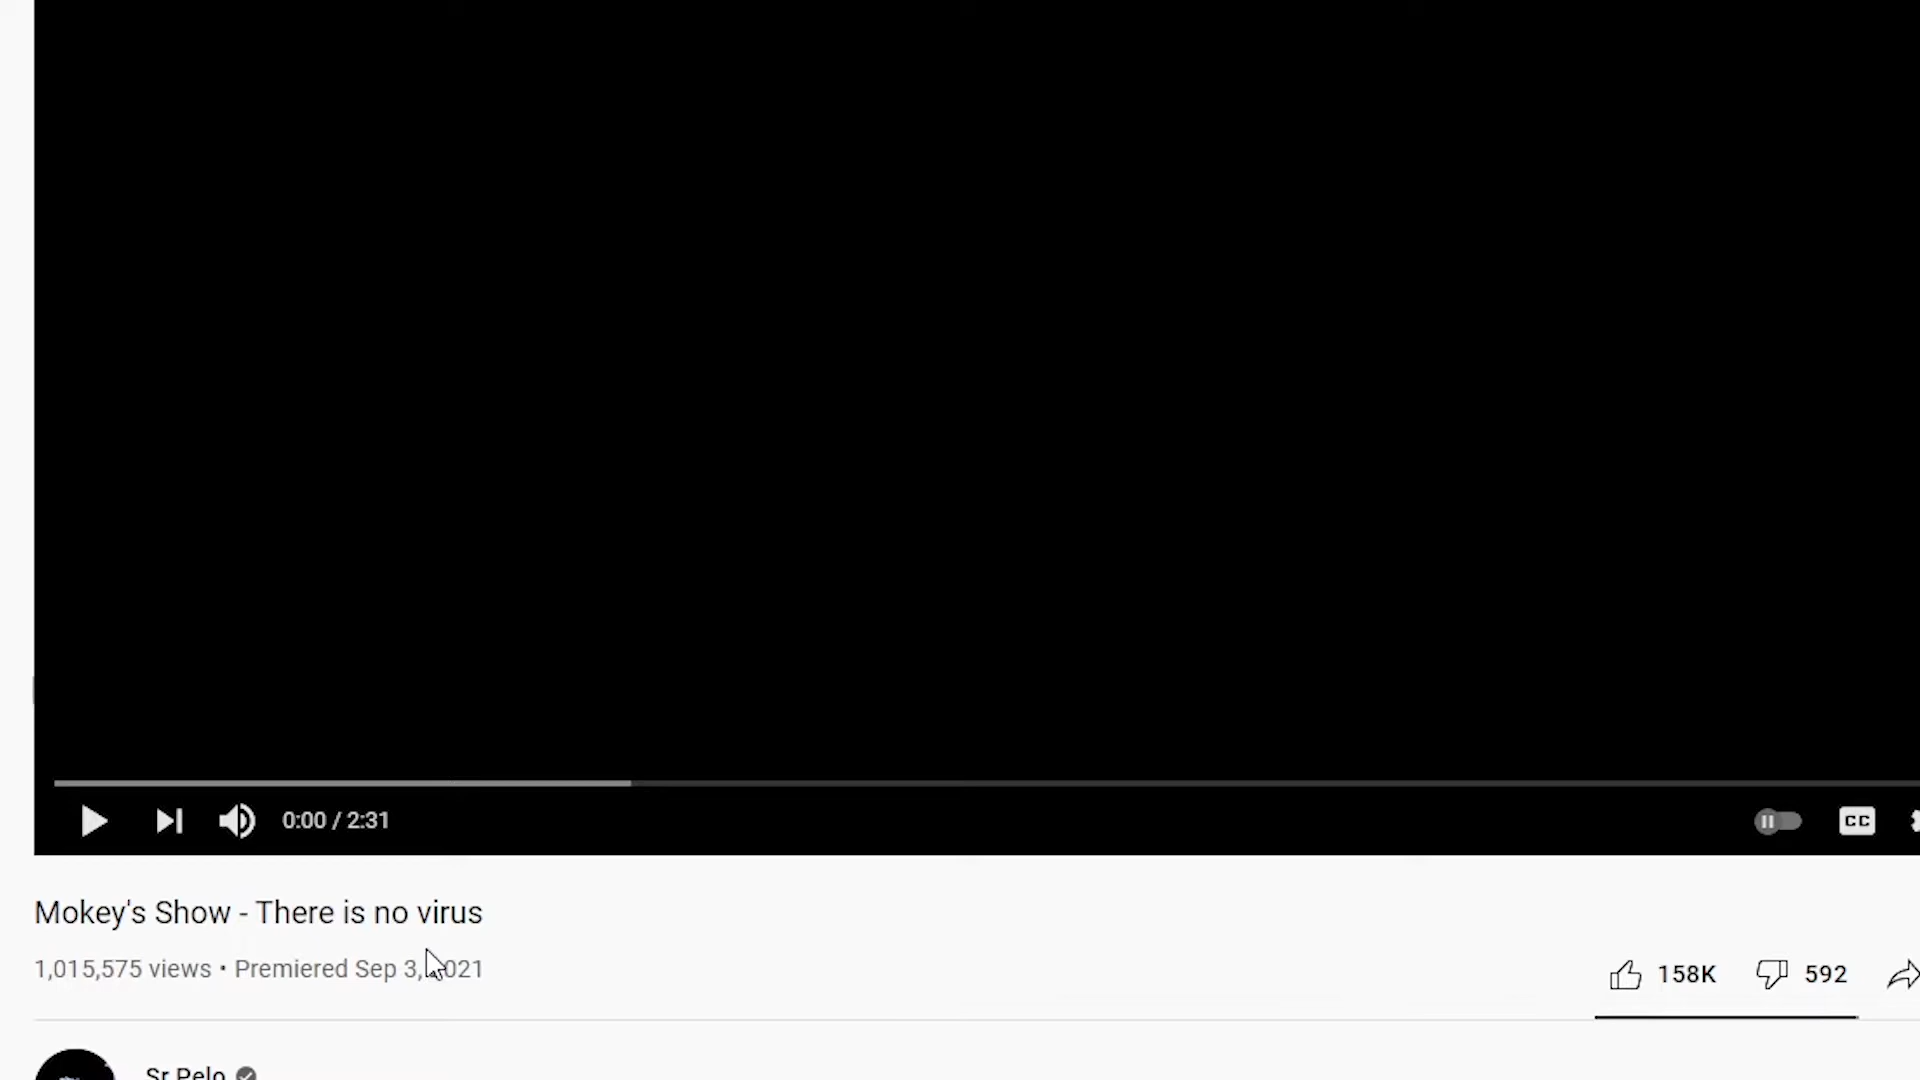 0:00 / 2:31
CC
Mokey's Show - There is no virus
1,015,575 views • Premiered Sep 3, 2021
158K
592
Sr Pelo